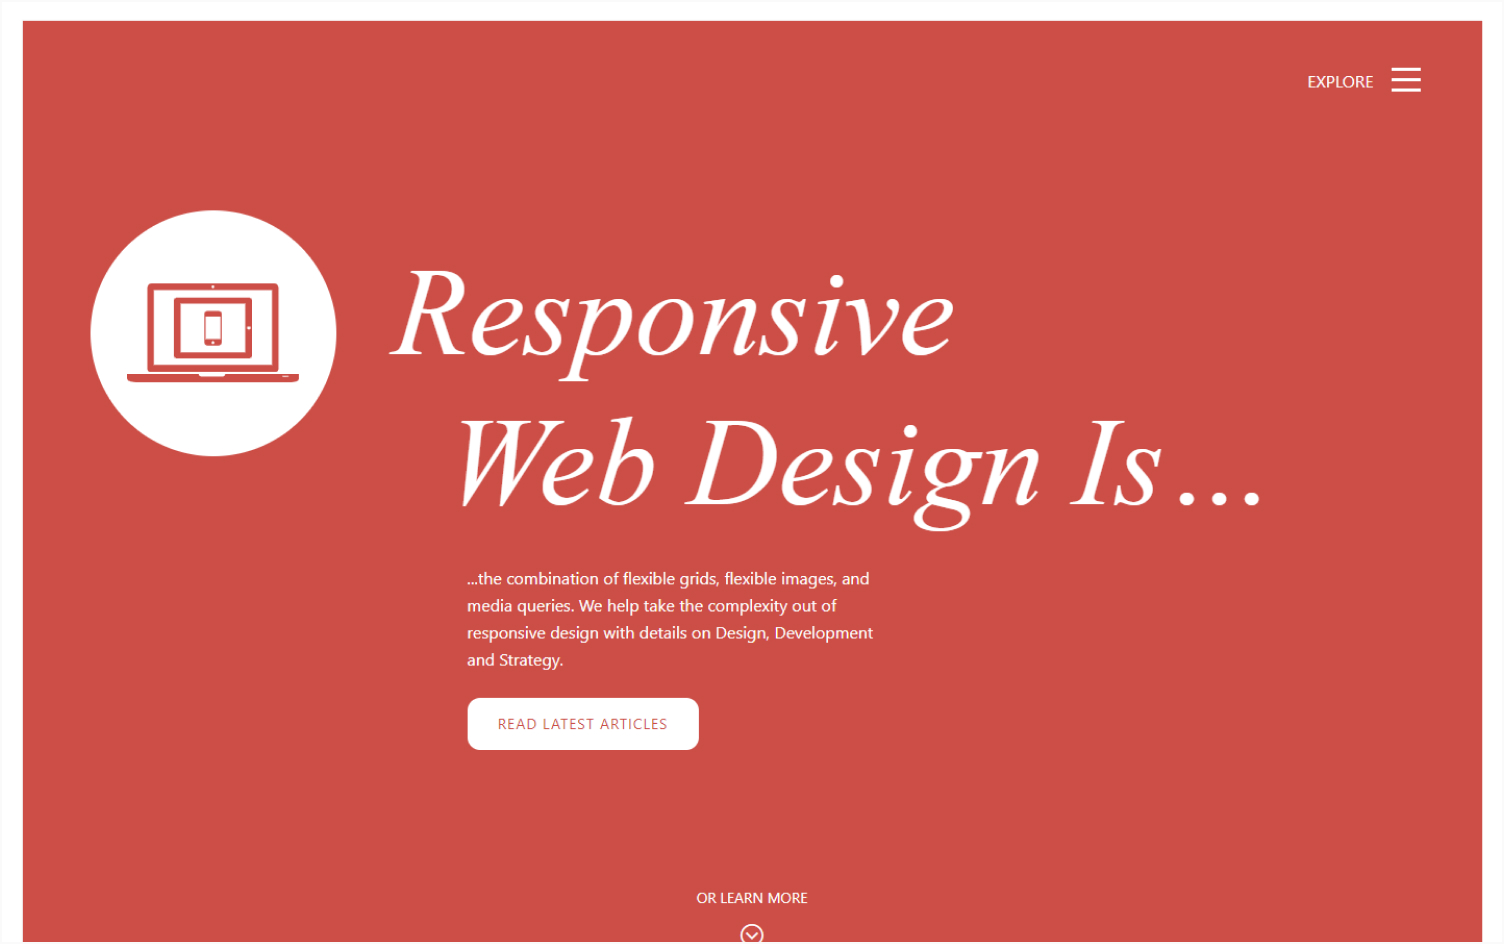 EXPLORE
Responsive
Web Design Is...
...the combination of flexible grids, flexible images, and
media queries. We help take the complexity out of
responsive design with details on Design, Development
and Strategy.
READ LATEST ARTICLES
OR LEARN MORE